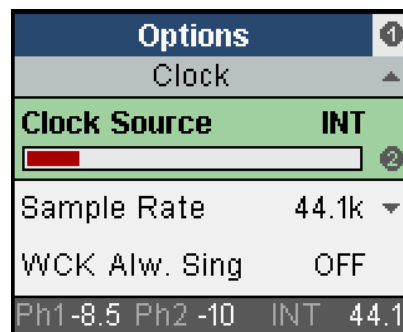 Options 1
Clock
Clock Source INT
2
Sample Rate 44.1k
WCK Alw. Sing OFF
Ph1 -8.5 Ph2 -10 INT 44.1